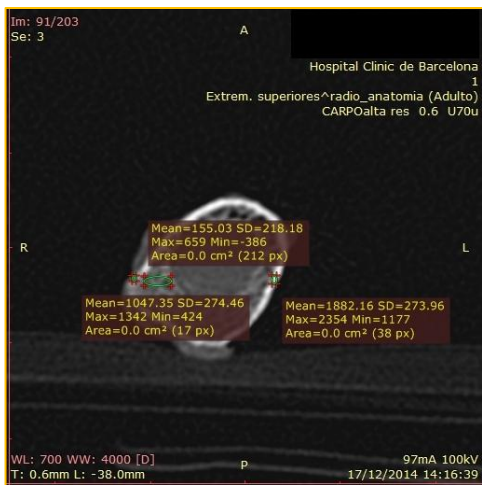 Im: 91/203
Se: 3
A
Hospital Clinic de Barcelona
1
Extrem. superiores^radio_anatomia (Adulto)
CARPOalta res 0.6 U70u
Mean=155.03 SD=218.18
Max=659 Min=-386
Area=0.0 cm² (212 px)
R
L
Mean=1047.35 SD=274.46
Max=1342 Min=424
Area=0.0 cm² (17 px)
Mean=1882.16 SD=273.96
Max=2354 Min=1177
Area=0.0 cm² (38 px)
WL: 700 WW: 4000 [D]
T: 0.6mm L: -38.0mm
P
97mA 100kV
17/12/2014 14:16:39